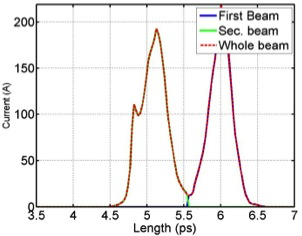 First Beam
Sec. beam
Whole beam
200
150
100
50
0
Current (A)
3.5 4 4.5 5 5.5 6 6.5 7
Length (ps)